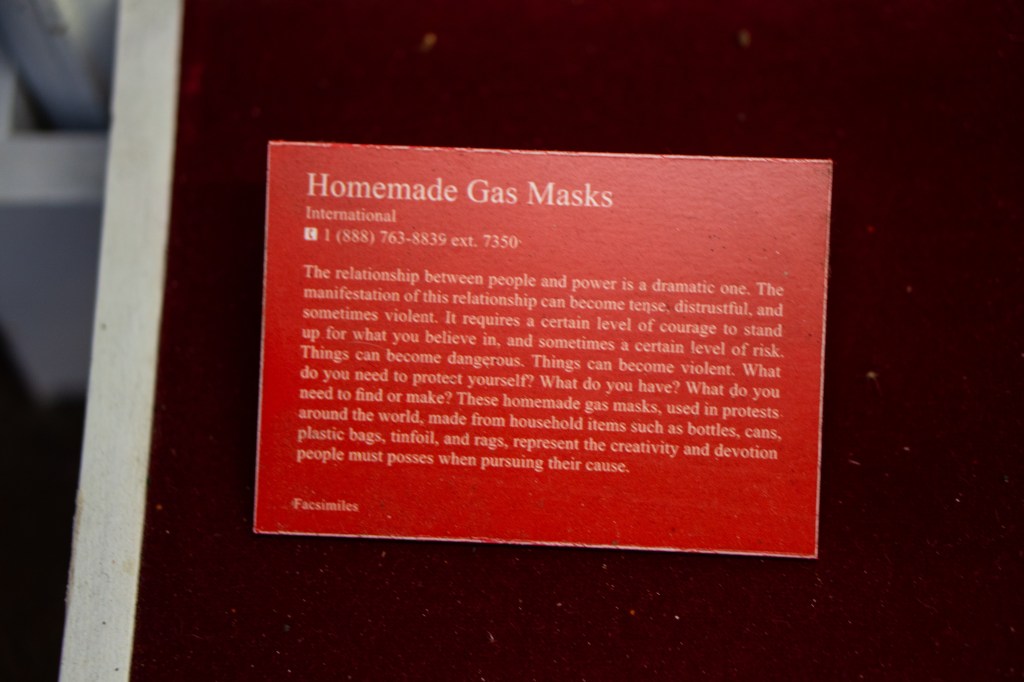 Homemade Gas Masks
International
1 (888) 763-8839 ext. 7350
The relationship between people and power is a dramatic one. The
manifestation of this relationship can become tense, distrustful, and
sometimes violent. It requires a certain level of courage to stand
up for what you believe in, and sometimes a certain level of risk.
Things can become dangerous. Things can become violent. What
do you need to protect yourself? What do you have? What do you
need to find or make? These homemade gas masks, used in protests
around the world, made from household items such as bottles, cans,
plastic bags, tinfoil, and rags, represent the creativity and devotion
people must posses when pursuing their cause.
Facsimiles